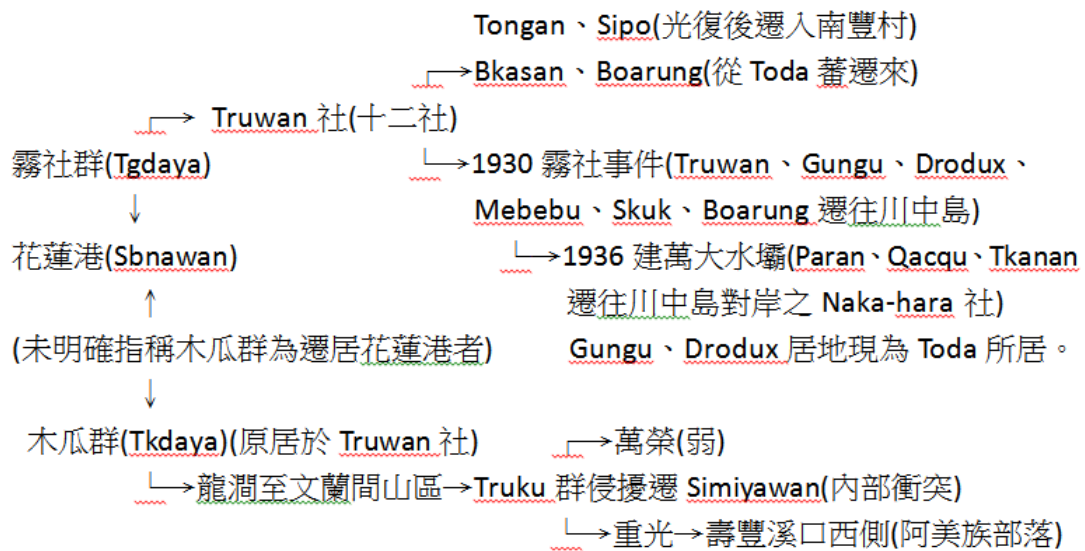 Tongan、Sipo(光復後遷入南豐村)
┌→Bkasan、Boarung(從 Toda 蕃遷來)
┌→ Truwan 社(十二社)
霧社群(Tgdaya) └→1930 霧社事件(Truwan、Gungu、Drodux、
↓ Mebebu、Skuk、Boarung 遷往川中島)
花蓮港(Sbnawan) └→1936 建萬大水壩(Paran、Qacqu、Tkanan
↑ 遷往川中島對岸之 Naka-hara 社)
(未明確指稱木瓜群為遷居花蓮港者) Gungu、Drodux 居地現為 Toda 所居。
↓
木瓜群(Tkdaya)(原居於 Truwan 社) ┌→萬榮(弱)
└→龍澗至文蘭間山區→Truku 群侵擾遷 Simiyawan(內部衝突)
└→重光→壽豐溪口西側(阿美族部落)